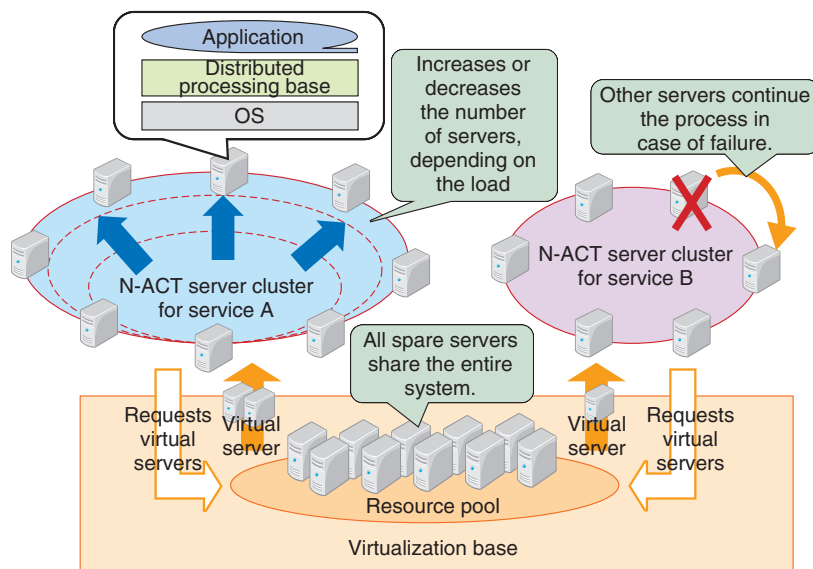 Application
Distributed
processing base
OS
Increases or
decreases
the number
of servers,
depending on
the load
Other servers continue
the process in
case of failure.
N-ACT server cluster
for service A
N-ACT server cluster
for service B
All spare servers
share the entire
system.
Requests
virtual
servers
Virtual
server
Virtual
server
Requests
virtual
servers
Resource pool
Virtualization base